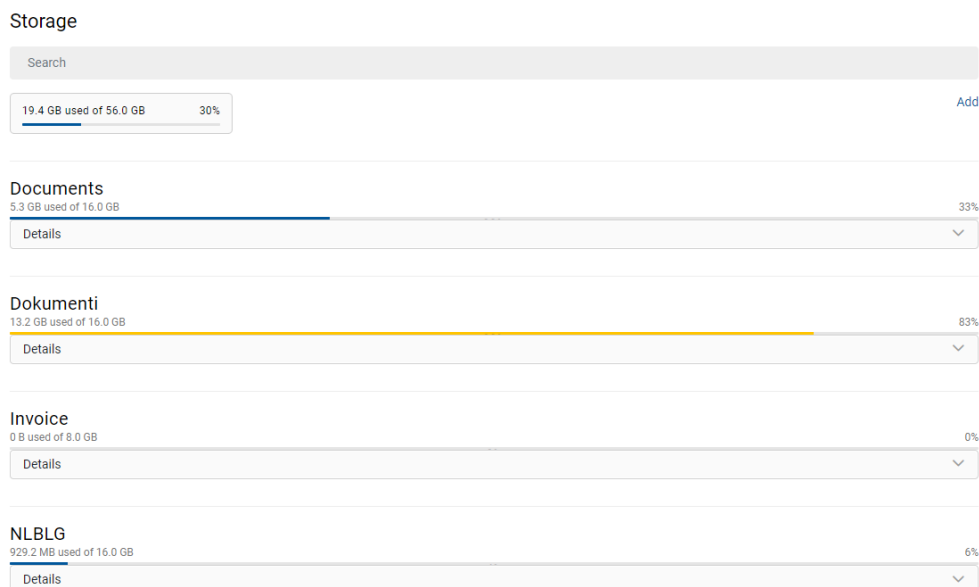 Storage
Search
19.4 GB used of 56.0 GB 30%
Add
Documents
5.3 GB used of 16.0 GB 33%
Details
Dokumenti
13.2 GB used of 16.0 GB 83%
Details
Invoice
0 B used of 8.0 GB 0%
Details
NLBLG
929.2 MB used of 16.0 GB 6%
Details